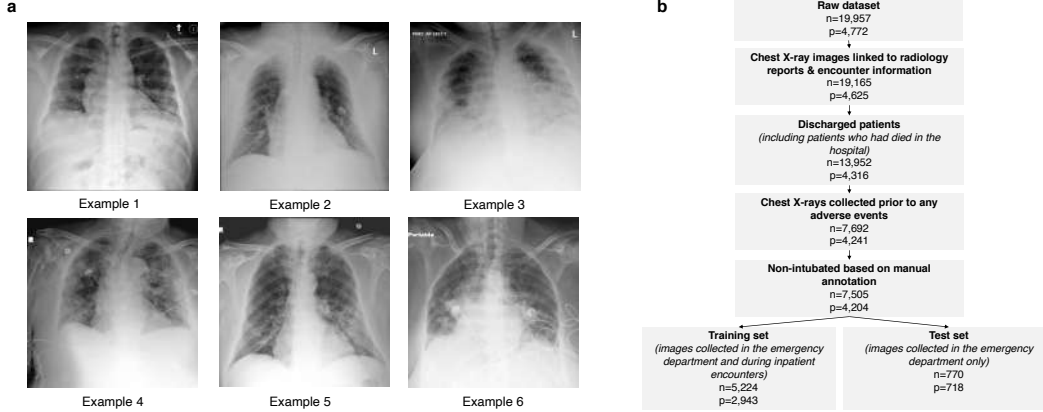 a
L
L
Example 1
Example 2
Example 3
Portable
Example 4
Example 5
Example 6
b
Raw dataset
n=19,957
p=4,772
Chest X-ray images linked to radiology
reports & encounter information
n=19,165
p=4,625
Discharged patients
(including patients who had died in the
hospital)
n=13,952
p=4,316
Chest X-rays collected prior to any
adverse events
n=7,692
p=4,241
Non-intubated based on manual
annotation
n=7,505
p=4,204
Training set
(images collected in the emergency
department and during inpatient
encounters)
n=5,224
p=2,943
Test set
(images collected in the emergency
department only)
n=770
p=718